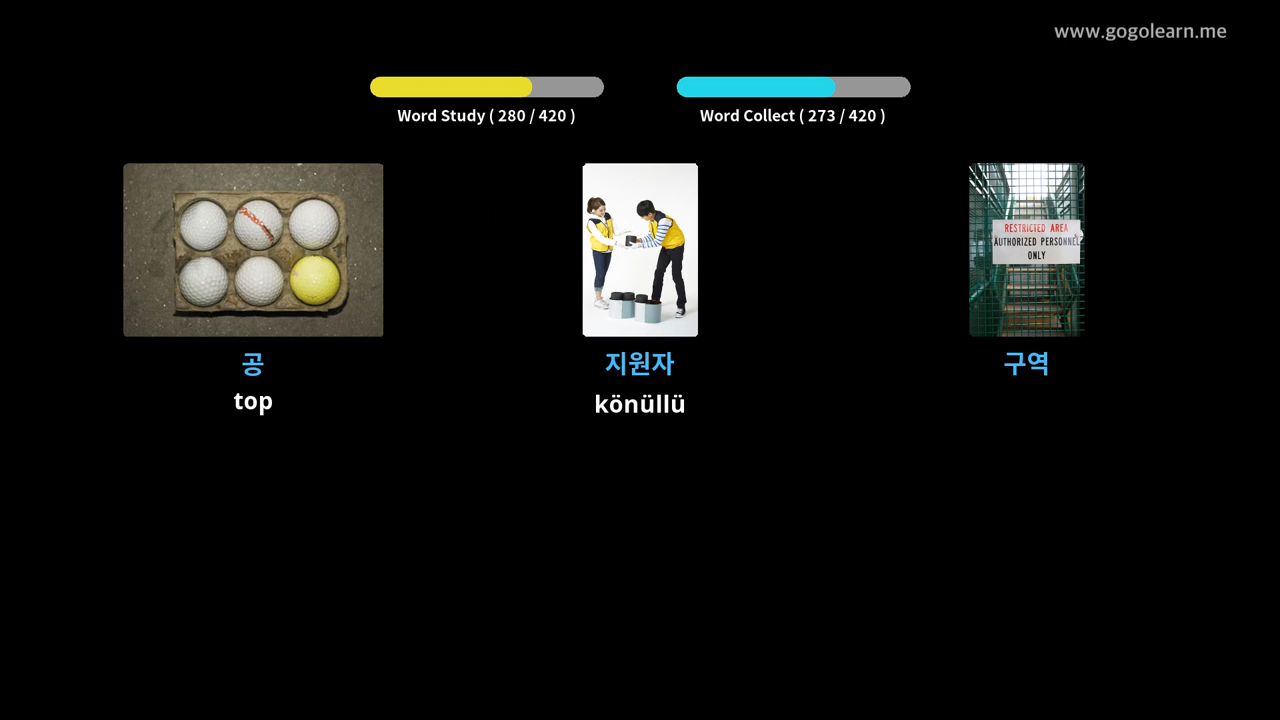 www.gogolearn.me
Word Study ( 280 / 420 )
Word Collect ( 273 / 420 )
RESTRICTED AREA
AUTHORIZED PERSONNEL
ONLY
공
지원자
구역
top
könüllü